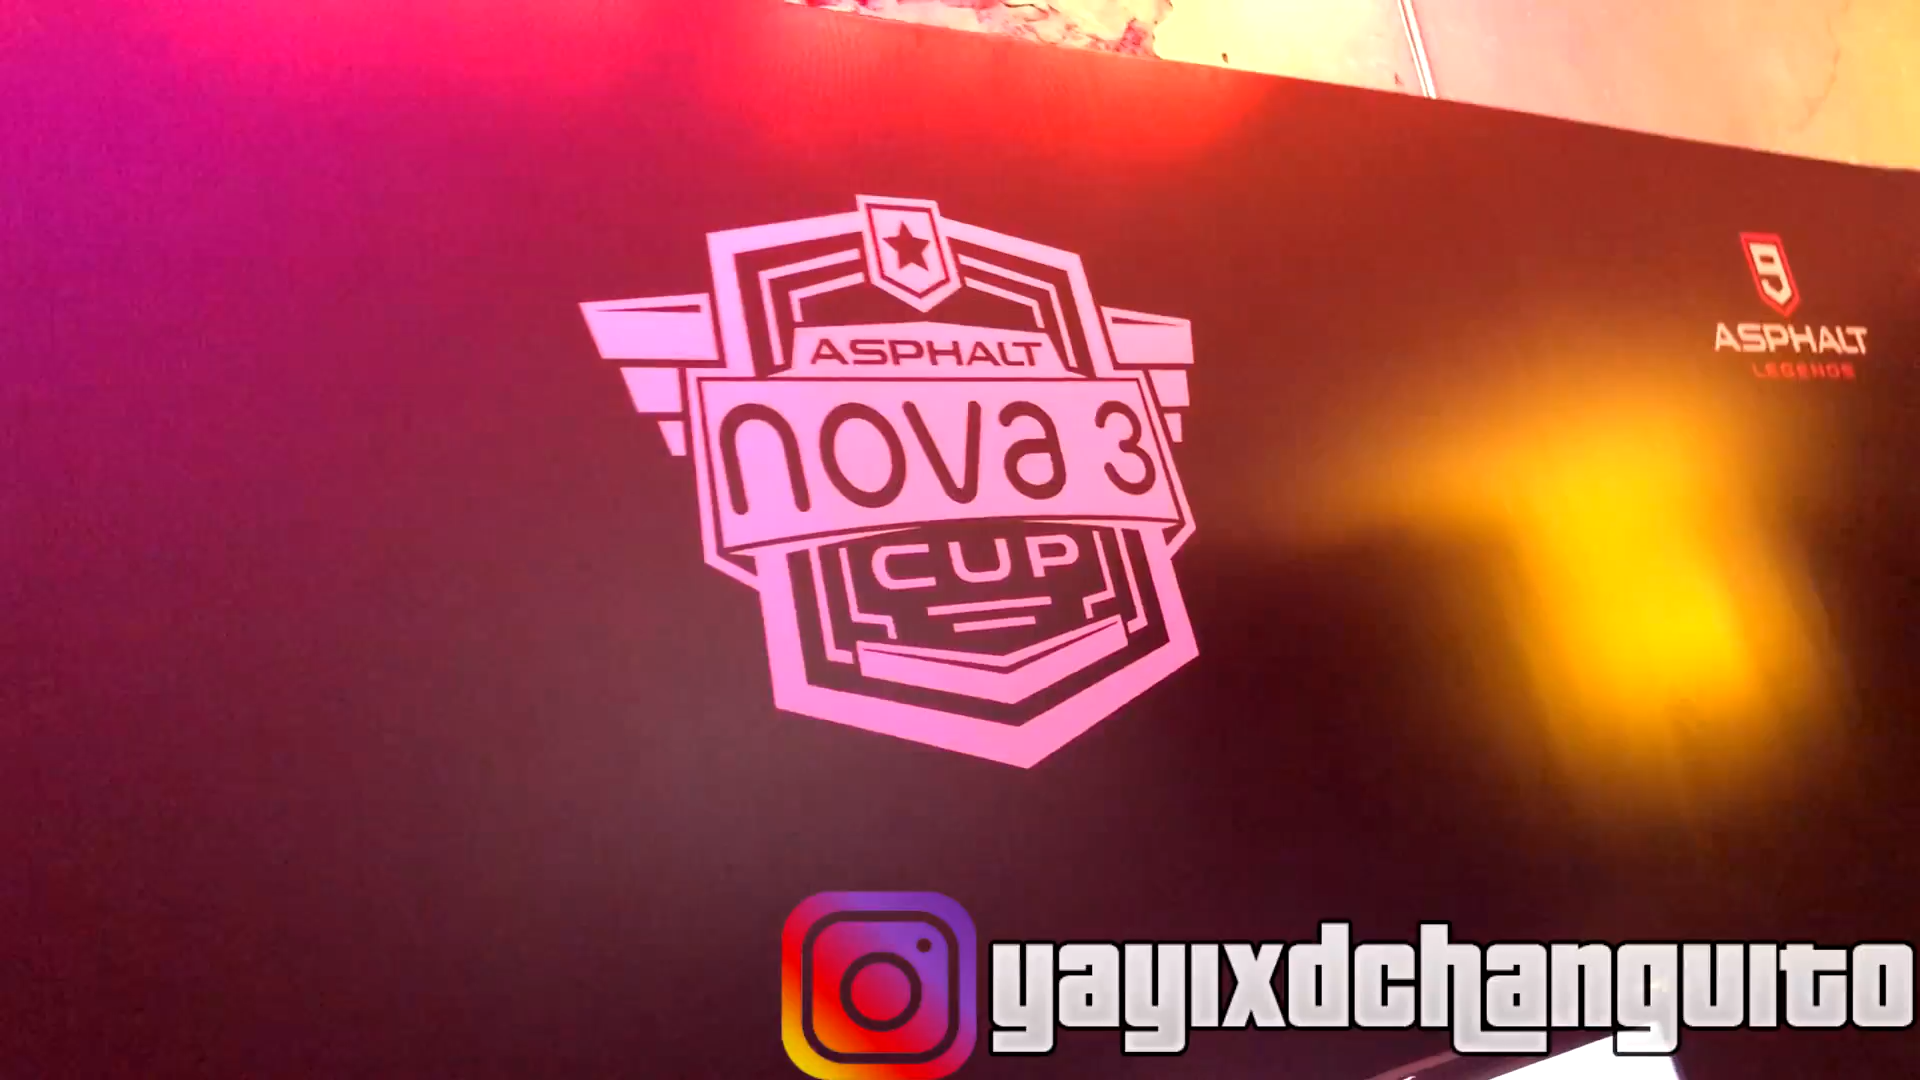 ASPHALT
nova 3
CUP
9
ASPHALT
LEGENDS
yayixdchanguito